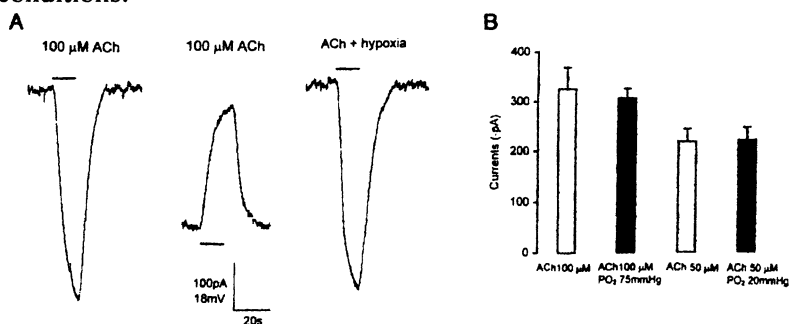 conditions.
A
100 μM ACh
100 μM ACh
ACh + hypoxia
100pA
18mV
20s
B
Currents (-pA)
400
300
200
100
0
ACh100 μM
ACh100 μM
PO₂ 75mmHg
ACh 50 μM
ACh 50 μM
PO₂ 20mmHg